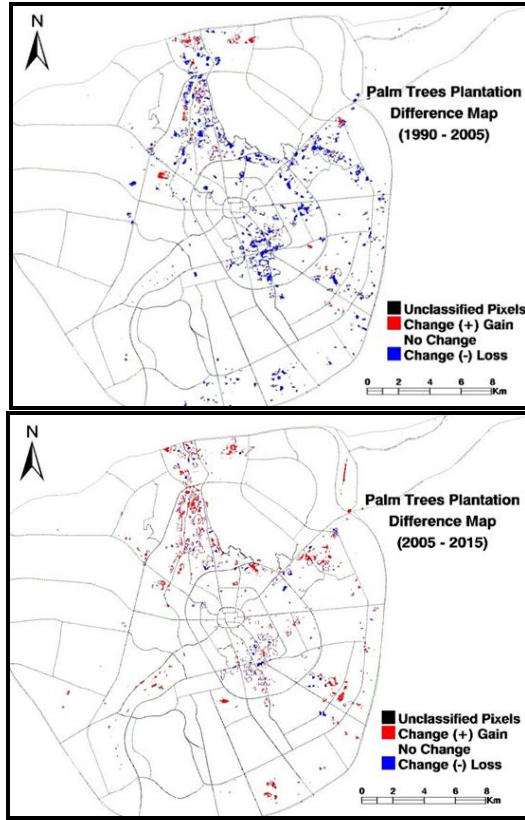 N
Palm Trees Plantation
Difference Map
(1990 - 2005)
Unclassified Pixels
Change (+) Gain
No Change
Change (-) Loss
0 2 4 6 8
Km
N
Palm Trees Plantation
Difference Map
(2005 - 2015)
Unclassified Pixels
Change (+) Gain
No Change
Change (-) Loss
0 2 4 6 8
Km